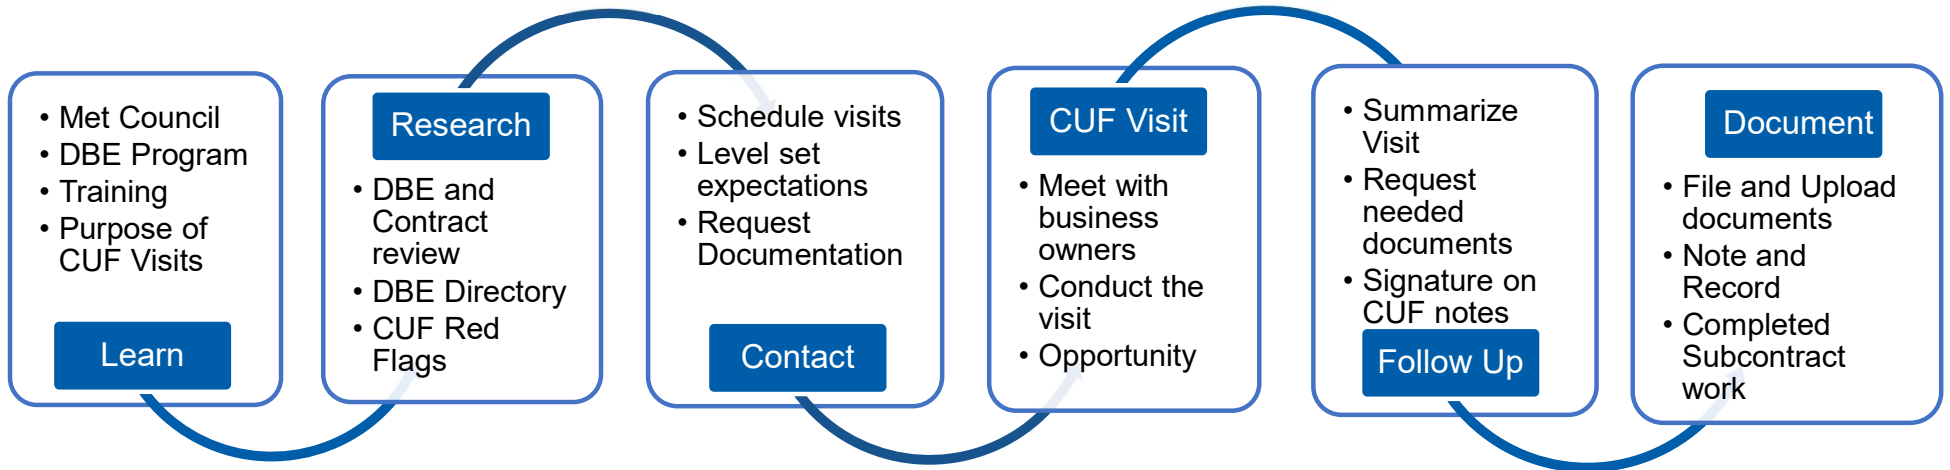 • Met Council
• DBE Program
• Training
• Purpose of
CUF Visits
Learn
Research
• DBE and
Contract
review
• DBE Directory
• CUF Red
Flags
• Schedule visits
• Level set
expectations
• Request
Documentation
Contact
CUF Visit
• Meet with
business
owners
• Conduct the
visit
• Opportunity
• Summarize
Visit
• Request
needed
documents
• Signature on
CUF notes
Follow Up
Document
• File and Upload
documents
• Note and
Record
• Completed
Subcontract
work